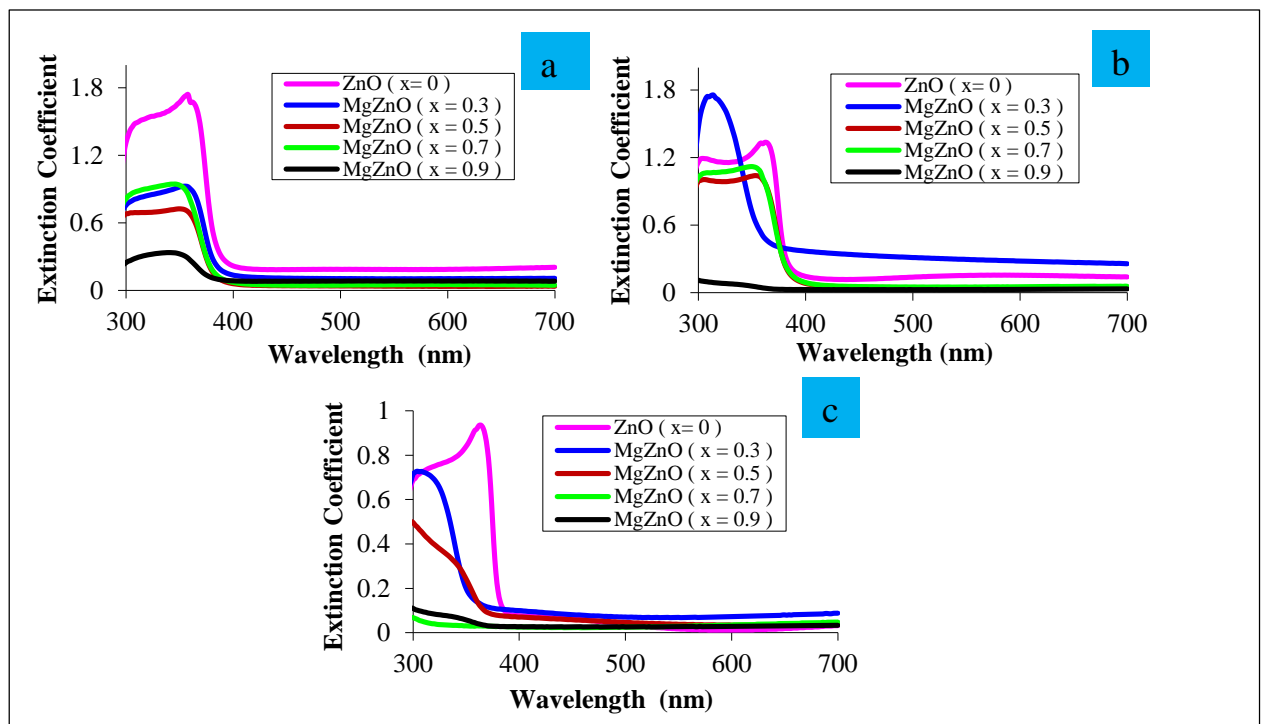 a
Extinction Coefficient
1.8
1.2
0.6
0
ZnO ( x= 0 )
MgZnO ( x = 0.3 )
MgZnO ( x = 0.5 )
MgZnO ( x = 0.7 )
MgZnO ( x = 0.9 )
300 400 500 600 700
Wavelength (nm)
b
Extinction Coefficient
1.8
1.2
0.6
0
ZnO ( x= 0 )
MgZnO ( x = 0.3 )
MgZnO ( x = 0.5 )
MgZnO ( x = 0.7 )
MgZnO ( x = 0.9 )
300 400 500 600 700
Wavelength (nm)
c
Extinction Coefficient
1
0.8
0.6
0.4
0.2
0
ZnO ( x= 0 )
MgZnO ( x = 0.3 )
MgZnO ( x = 0.5 )
MgZnO ( x = 0.7 )
MgZnO ( x = 0.9 )
300 400 500 600 700
Wavelength (nm)